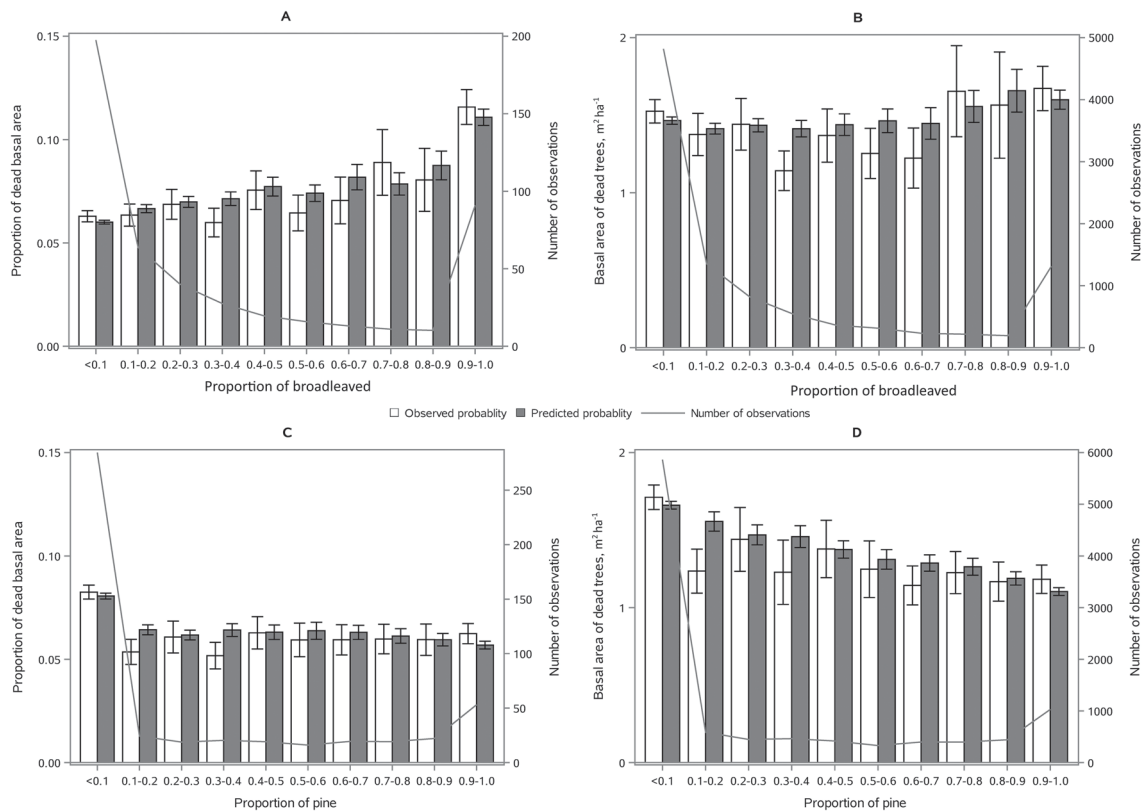 A
B
0.15
0.10
0.05
0.00
Proportion of dead basal area
200
150
100
50
0
Number of observations
<0.1 0.1-0.2 0.2-0.3 0.3-0.4 0.4-0.5 0.5-0.6 0.6-0.7 0.7-0.8 0.8-0.9 0.9-1.0
Proportion of broadleaved
2
1
0
Basal area of dead trees, m² ha⁻¹
5000
4000
3000
2000
1000
0
Number of observations
<0.1 0.1-0.2 0.2-0.3 0.3-0.4 0.4-0.5 0.5-0.6 0.6-0.7 0.7-0.8 0.8-0.9 0.9-1.0
Proportion of broadleaved
Observed probablity Predicted probablity Number of observations
C
D
0.15
0.10
0.05
0.00
Proportion of dead basal area
250
200
150
100
50
0
Number of observations
<0.1 0.1-0.2 0.2-0.3 0.3-0.4 0.4-0.5 0.5-0.6 0.6-0.7 0.7-0.8 0.8-0.9 0.9-1.0
Proportion of pine
2
1
0
Basal area of dead trees, m² ha⁻¹
6000
5000
4000
3000
2000
1000
0
Number of observations
<0.1 0.1-0.2 0.2-0.3 0.3-0.4 0.4-0.5 0.5-0.6 0.6-0.7 0.7-0.8 0.8-0.9 0.9-1.0
Proportion of pine